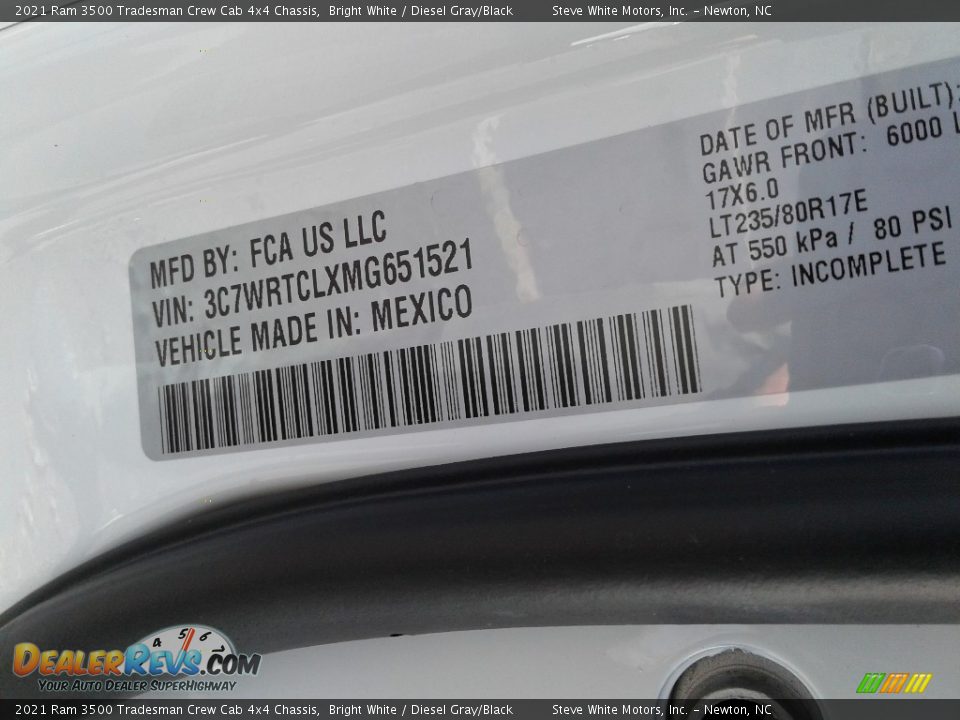 2021 Ram 3500 Tradesman Crew Cab 4x4 Chassis, Bright White / Diesel Gray/Black Steve White Motors, Inc. – Newton, NC
MFD BY: FCA US LLC
VIN: 3C7WRTCLXMG651521
VEHICLE MADE IN: MEXICO
DATE OF MFR (BUILT):
GAWR FRONT: 6000 L
17X6.0
LT235/80R17E
AT 550 kPa / 80 PSI
TYPE: INCOMPLETE
4 5 6
DEALERREVS.COM
YOUR AUTO DEALER SUPERHIGHWAY
2021 Ram 3500 Tradesman Crew Cab 4x4 Chassis, Bright White / Diesel Gray/Black Steve White Motors, Inc. – Newton, NC